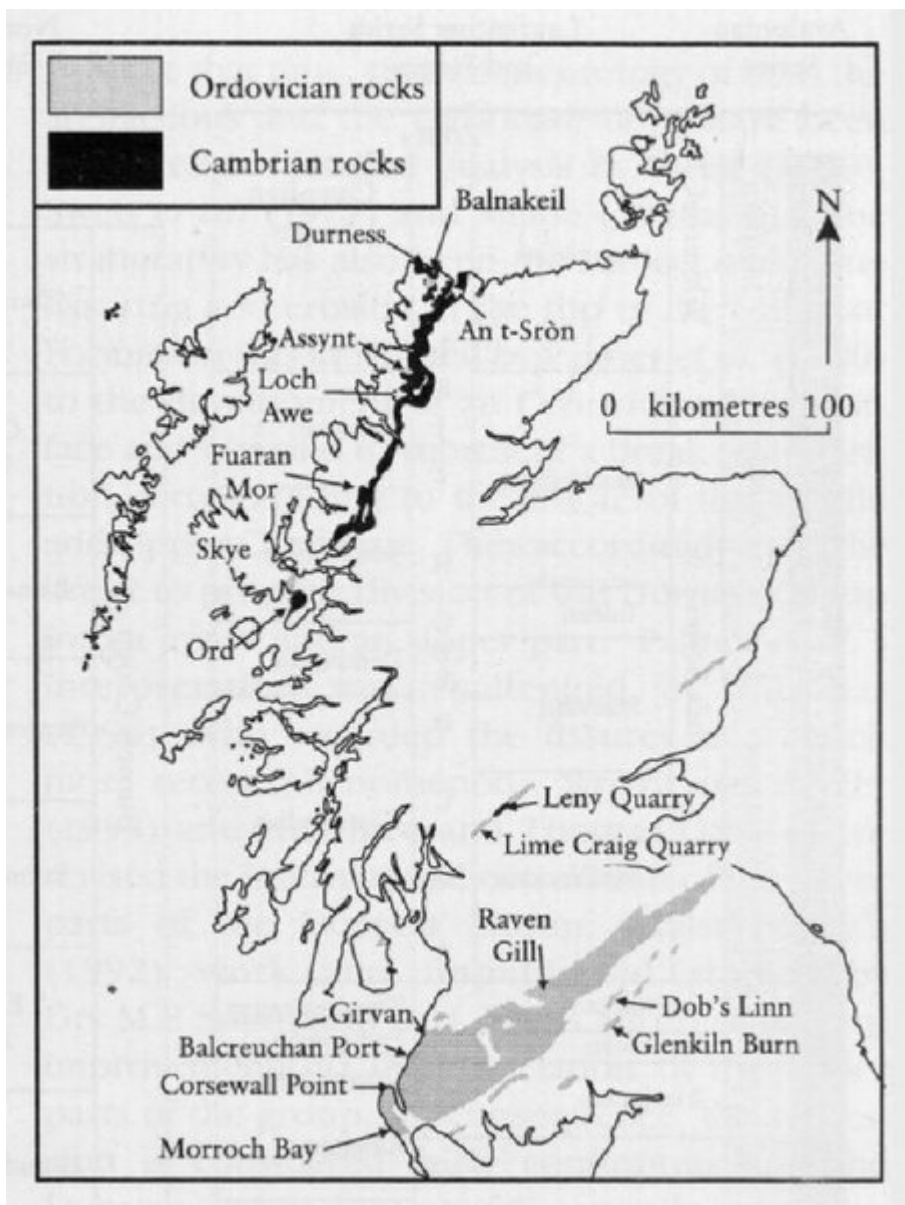 Ordovician rocks
Cambrian rocks
Balnakeil
Durness
N
An t-Sròn
Assynt
Loch
Awe
0 kilometres 100
Fuaran
Mor
Skye
Ord
Leny Quarry
Lime Craig Quarry
Raven
Gill
Dob's Linn
Girvan
Glenkiln Burn
Balcreuchan Port
Corsewall Point
Morroch Bay